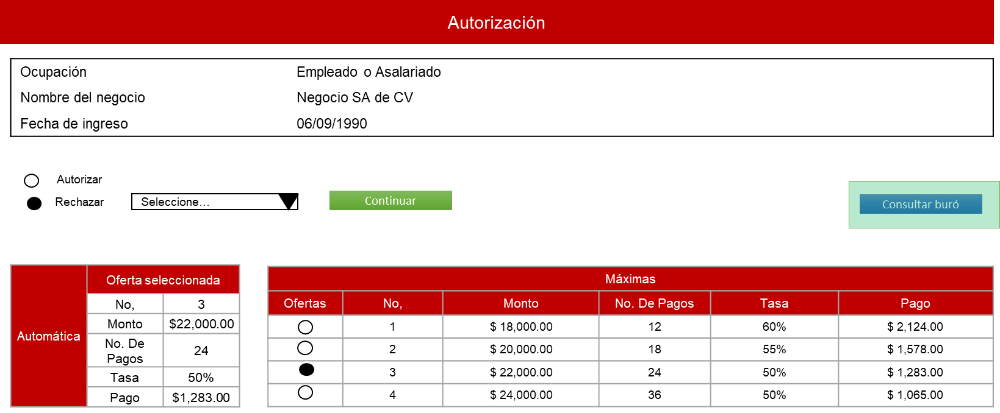 Autorización
Ocupación Empleado o Asalariado
Nombre del negocio Negocio SA de CV
Fecha de ingreso 06/09/1990
Autorizar
Rechazar Seleccione... Continuar Consultar buró
Automática
Oferta seleccionada
No, 3
Monto $22,000.00
No. De
Pagos 24
Tasa 50%
Pago $1,283.00
Máximas
Ofertas No, Monto No. De Pagos Tasa Pago
1 $ 18,000.00 12 60% $ 2,124.00
2 $ 20,000.00 18 55% $ 1,578.00
3 $ 22,000.00 24 50% $ 1,283.00
4 $ 24,000.00 36 50% $ 1,065.00